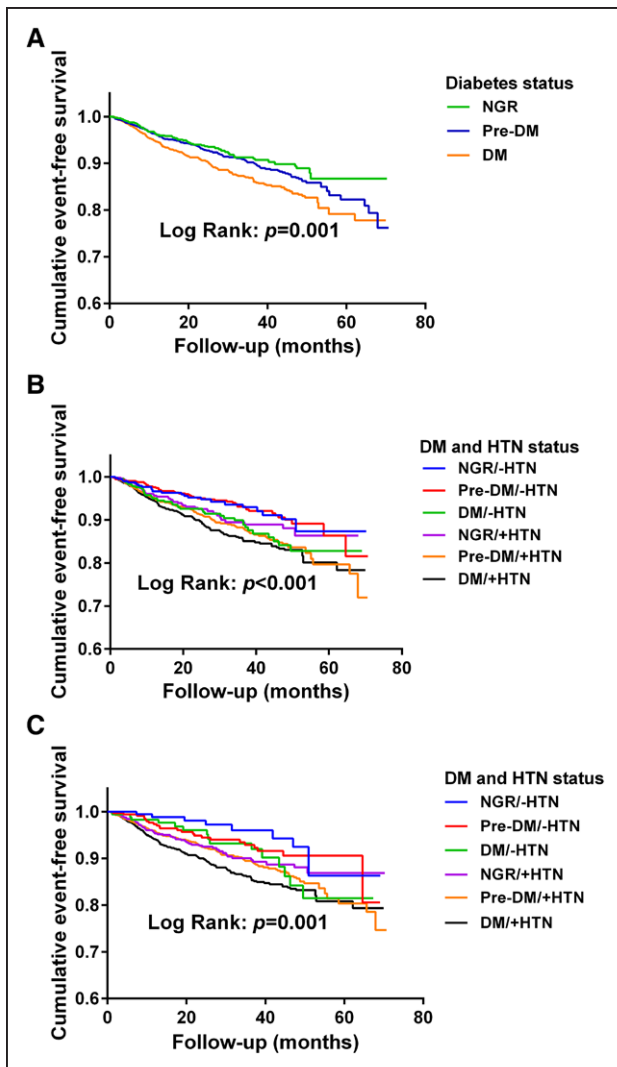 A
Diabetes status
NGR
Pre-DM
DM
Cumulative event-free survival
1.0
0.9
0.8
0.7
0.6
Log Rank: p=0.001
0
20
40
60
80
Follow-up (months)
B
DM and HTN status
NGR/-HTN
Pre-DM/-HTN
DM/-HTN
NGR/+HTN
Pre-DM/+HTN
DM/+HTN
Cumulative event-free survival
1.0
0.9
0.8
0.7
0.6
Log Rank: p<0.001
0
20
40
60
80
Follow-up (months)
C
DM and HTN status
NGR/-HTN
Pre-DM/-HTN
DM/-HTN
NGR/+HTN
Pre-DM/+HTN
DM/+HTN
Cumulative event-free survival
1.0
0.9
0.8
0.7
0.6
Log Rank: p=0.001
0
20
40
60
80
Follow-up (months)